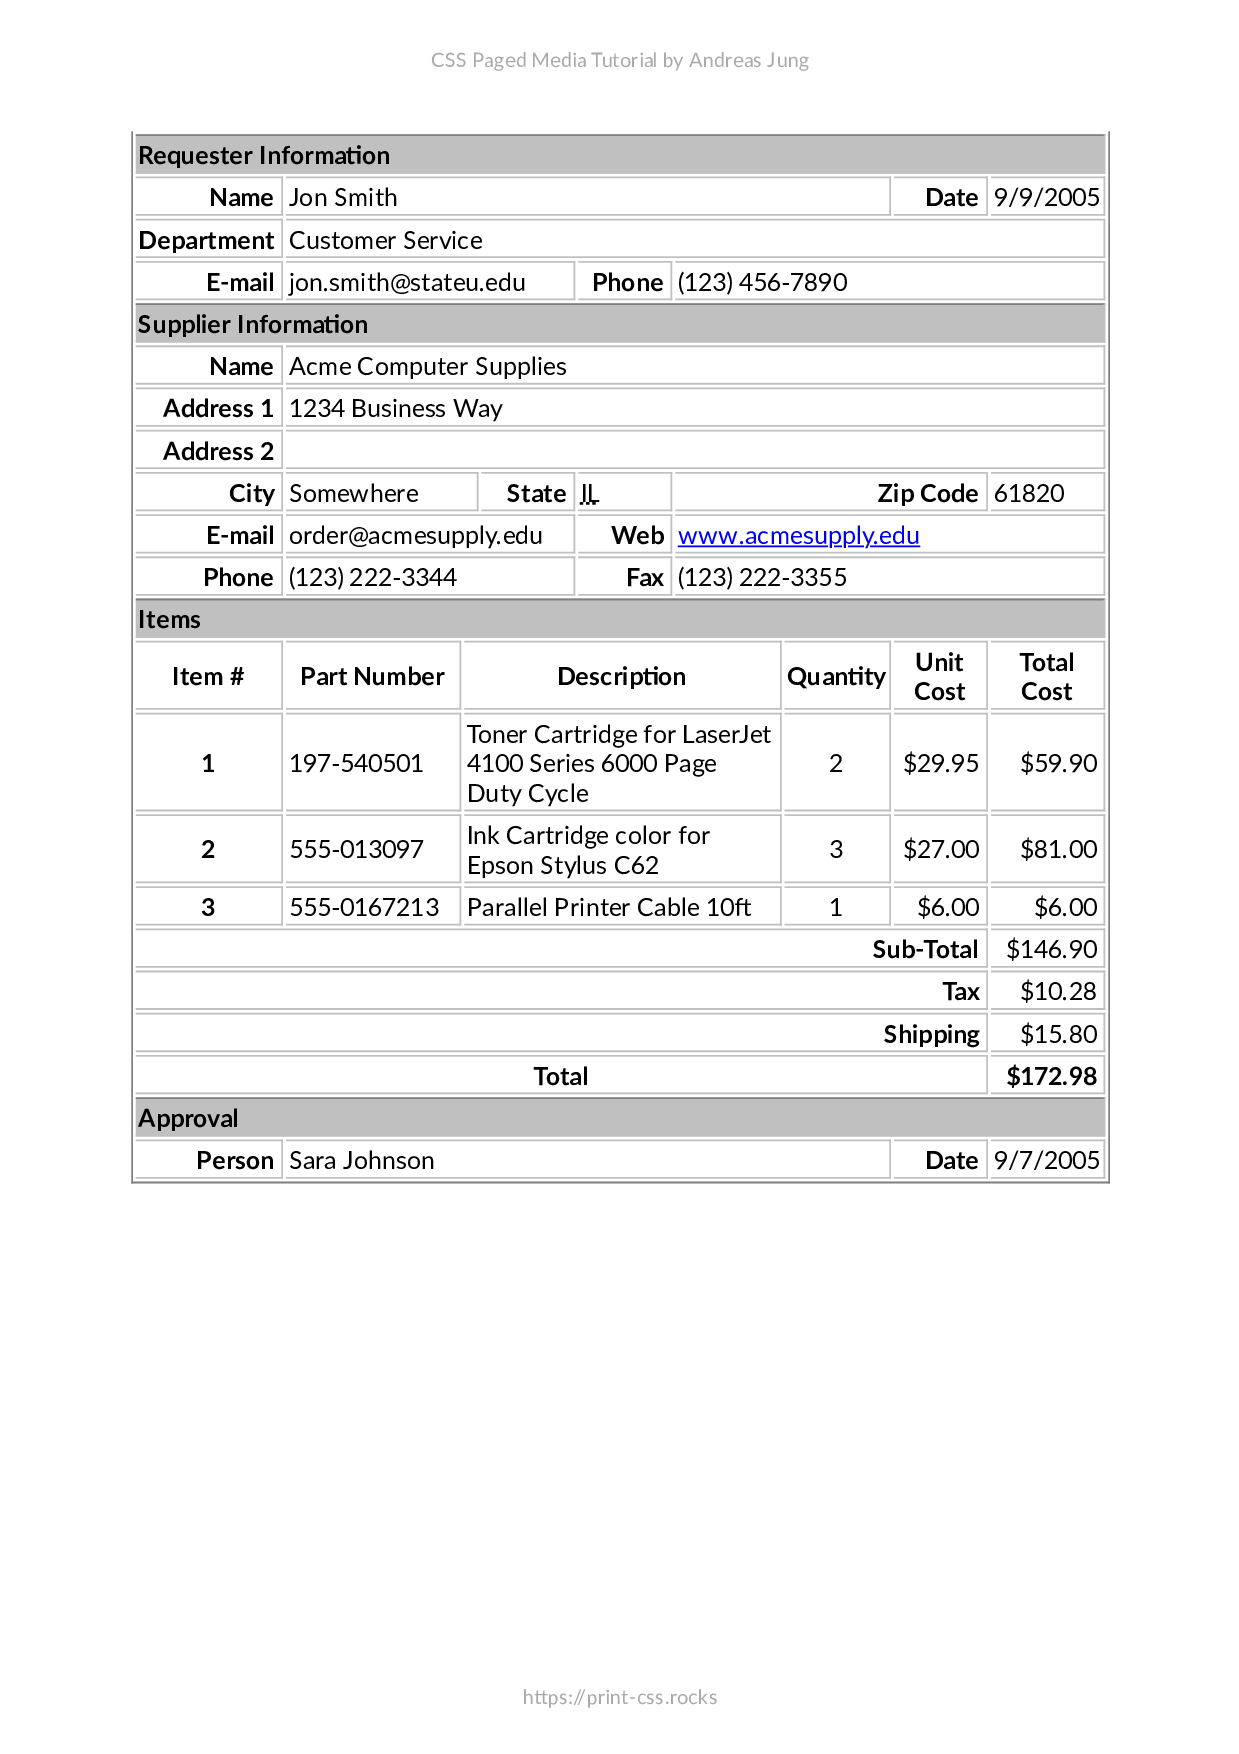 CSS Paged Media Tutorial by Andreas Jung
Requester Information
Name Jon Smith Date 9/9/2005
Department Customer Service
E-mail jon.smith@stateu.edu Phone (123) 456-7890
Supplier Information
Name Acme Computer Supplies
Address 1 1234 Business Way
Address 2
City Somewhere State IL Zip Code 61820
E-mail order@acmesupply.edu Web www.acmesupply.edu
Phone (123) 222-3344 Fax (123) 222-3355
Items
Item # Part Number Description Quantity Unit Cost Total Cost
1 197-540501 Toner Cartridge for LaserJet 4100 Series 6000 Page Duty Cycle 2 $29.95 $59.90
2 555-013097 Ink Cartridge color for Epson Stylus C62 3 $27.00 $81.00
3 555-0167213 Parallel Printer Cable 10ft 1 $6.00 $6.00
Sub-Total $146.90
Tax $10.28
Shipping $15.80
Total $172.98
Approval
Person Sara Johnson Date 9/7/2005
https://print-css.rocks